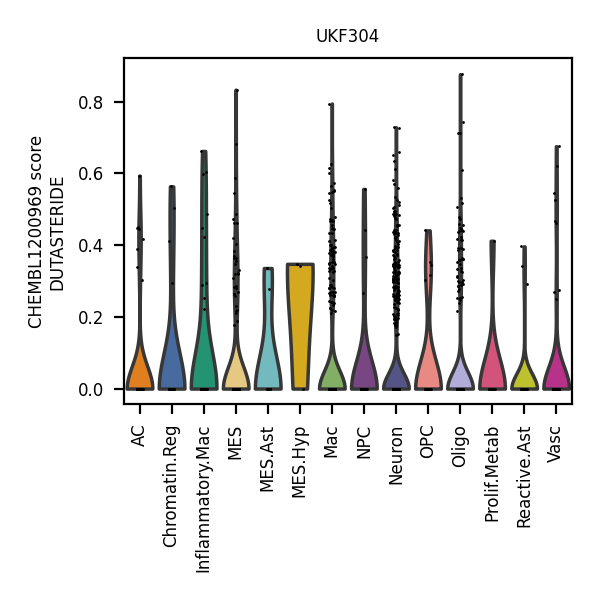 UKF304
CHEMBL1200969 score
DUTASTERIDE
0.8
0.6
0.4
0.2
0.0
AC
Chromatin.Reg
Inflammatory.Mac
MES
MES.Ast
MES.Hyp
Mac
NPC
Neuron
OPC
Oligo
Prolif.Metab
Reactive.Ast
Vasc